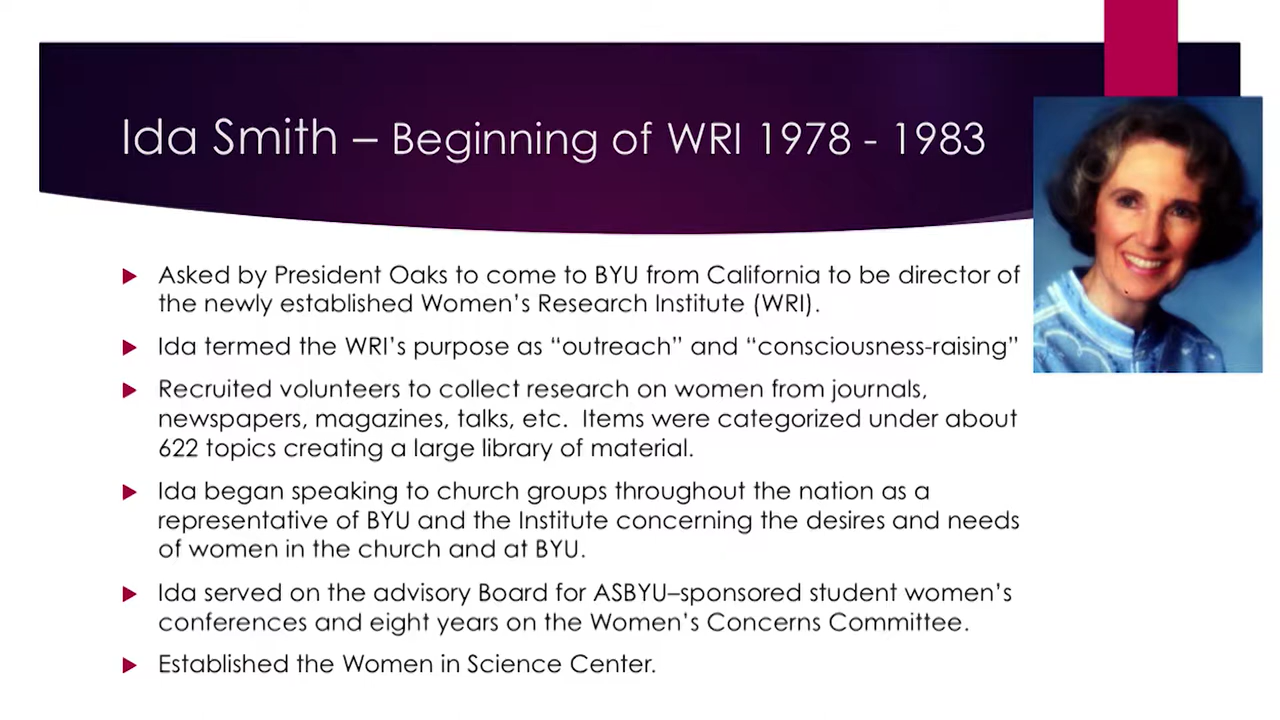 Ida Smith – Beginning of WRI 1978 - 1983
Asked by President Oaks to come to BYU from California to be director of
the newly established Women’s Research Institute (WRI).
Ida termed the WRI’s purpose as “outreach” and “consciousness-raising”
Recruited volunteers to collect research on women from journals,
newspapers, magazines, talks, etc.  Items were categorized under about
622 topics creating a large library of material.
Ida began speaking to church groups throughout the nation as a
representative of BYU and the Institute concerning the desires and needs
of women in the church and at BYU.
Ida served on the advisory Board for ASBYU–sponsored student women’s
conferences and eight years on the Women’s Concerns Committee.
Established the Women in Science Center.